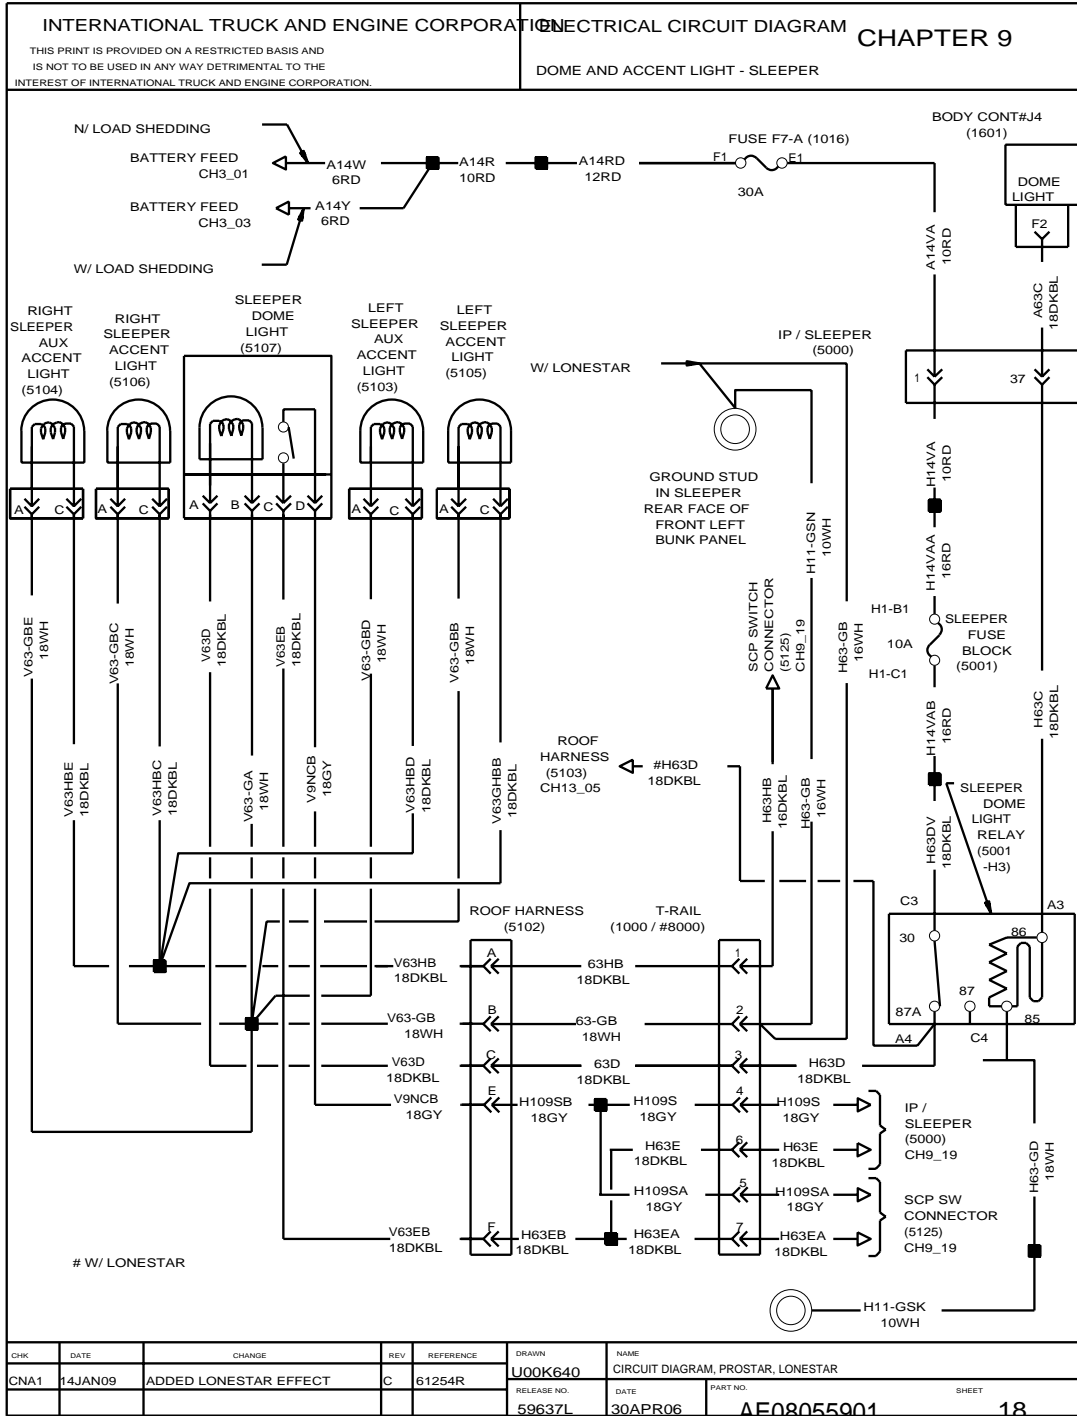 INTERNATIONAL TRUCK AND ENGINE CORPORATION
THIS PRINT IS PROVIDED ON A RESTRICTED BASIS AND
IS NOT TO BE USED IN ANY WAY DETRIMENTAL TO THE
INTEREST OF INTERNATIONAL TRUCK AND ENGINE CORPORATION.
ELECTRICAL CIRCUIT DIAGRAM
CHAPTER 9
DOME AND ACCENT LIGHT - SLEEPER
N/ LOAD SHEDDING
BATTERY FEED
CH3_01
A14W
6RD
BATTERY FEED
CH3_03
A14Y
6RD
W/ LOAD SHEDDING
A14R
10RD
A14RD
12RD
FUSE F7-A (1016)
F1
E1
30A
BODY CONT#J4
(1601)
DOME
LIGHT
F2
A14VA
10RD
A63C
18DKBL
RIGHT
SLEEPER
AUX
ACCENT
LIGHT
(5104)
RIGHT
SLEEPER
ACCENT
LIGHT
(5106)
SLEEPER
DOME
LIGHT
(5107)
LEFT
SLEEPER
AUX
ACCENT
LIGHT
(5103)
LEFT
SLEEPER
ACCENT
LIGHT
(5105)
W/ LONESTAR
IP / SLEEPER
(5000)
1
37
A
C
A
C
A
B
C
D
A
C
A
C
GROUND STUD
IN SLEEPER
REAR FACE OF
FRONT LEFT
BUNK PANEL
H11-GSN
10WH
H14VA
10RD
H14VAA
16RD
SCP SWITCH
CONNECTOR
(5125)
CH9_19
H63-GB
16WH
H1-B1
10A
H1-C1
SLEEPER
FUSE
BLOCK
(5001)
V63-GBE
18WH
V63-GBC
18WH
V63D
18DKBL
V63EB
18DKBL
V63-GBD
18WH
V63-GBB
18WH
H14VAB
16RD
H63C
18DKBL
V63HBE
18DKBL
V63HBC
18DKBL
V63-GA
18WH
V9NCB
18GY
V63HBD
18DKBL
V63GHBB
18DKBL
ROOF
HARNESS
(5103)
CH13_05
#H63D
18DKBL
H63HB
16DKBL
H63-GB
16WH
SLEEPER
DOME
LIGHT
RELAY
(5001
-H3)
H63DV
18DKBL
C3
A3
30
86
87
87A
85
A4
C4
ROOF HARNESS
(5102)
T-RAIL
(1000 / #8000)
V63HB
18DKBL
A
63HB
18DKBL
1
V63-GB
18WH
B
63-GB
18WH
2
V63D
18DKBL
C
63D
18DKBL
3
H63D
18DKBL
V9NCB
18GY
E
H109SB
18GY
H109S
18GY
4
H109S
18GY
H63E
18DKBL
6
H63E
18DKBL
IP /
SLEEPER
(5000)
CH9_19
H109SA
18GY
5
H109SA
18GY
V63EB
18DKBL
F
H63EB
18DKBL
H63EA
18DKBL
7
H63EA
18DKBL
SCP SW
CONNECTOR
(5125)
CH9_19
H63-GD
18WH
# W/ LONESTAR
H11-GSK
10WH
CHK DATE CHANGE REV REFERENCE
CNA1 14JAN09 ADDED LONESTAR EFFECT C 61254R
DRAWN
U00K640
NAME
CIRCUIT DIAGRAM, PROSTAR, LONESTAR
RELEASE NO.
59637L
DATE
30APR06
PART NO.
AE08055901
SHEET
18